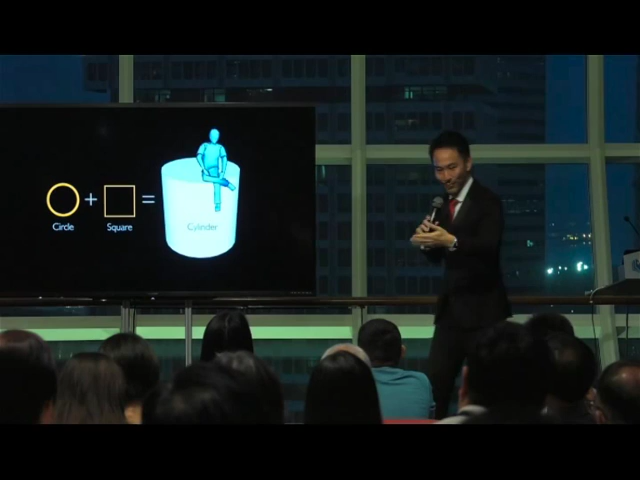 + =
Circle Square Cylinder